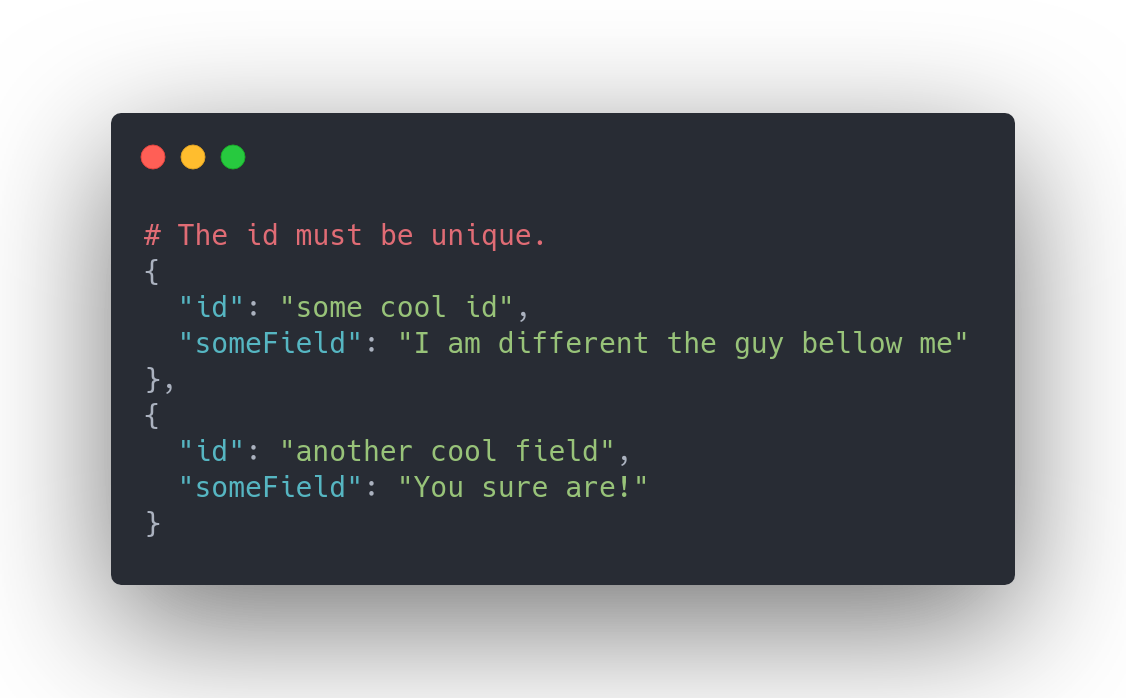 # The id must be unique.
{
  "id": "some cool id",
  "someField": "I am different the guy bellow me"
},
{
  "id": "another cool field",
  "someField": "You sure are!"
}